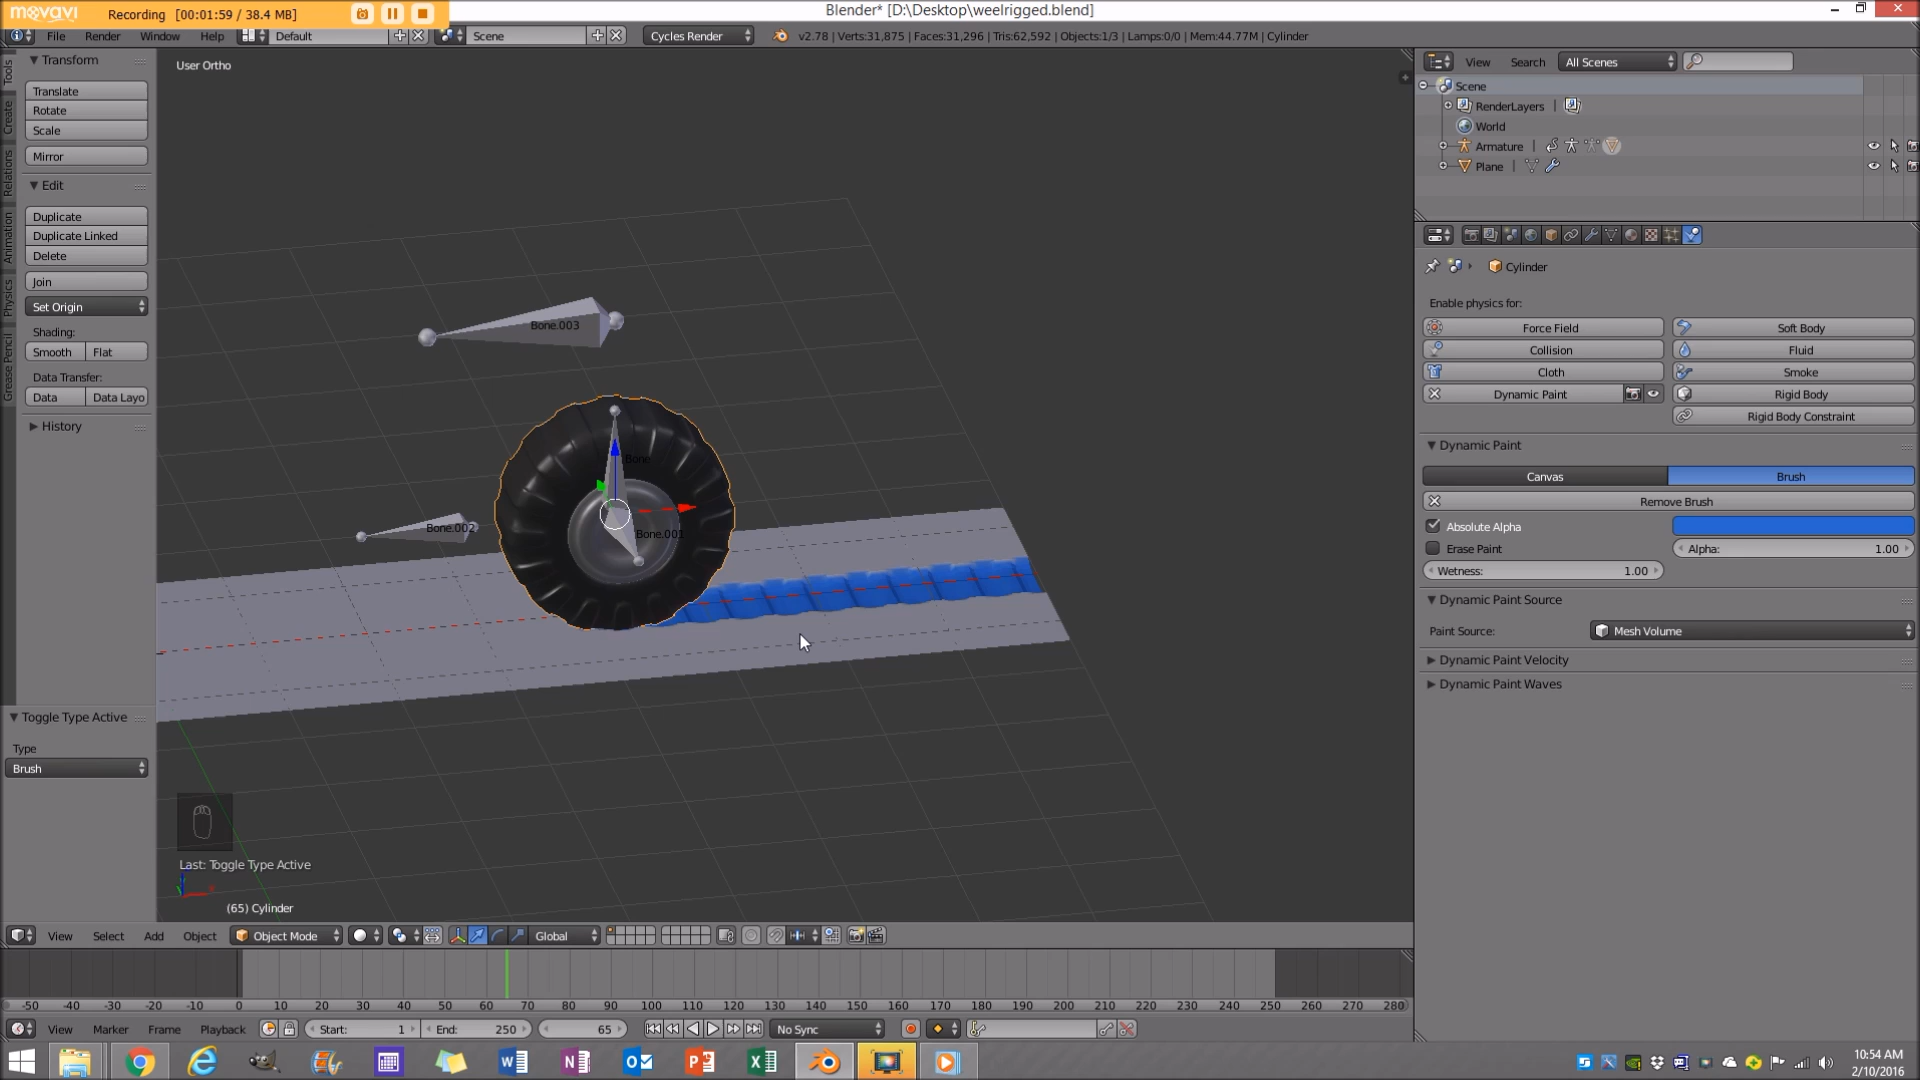 movavi Recording [00:01:59 / 38.4 MB]
Blender* [D:\Desktop\weelrigged.blend]
File Render Window Help Default Scene Cycles Render v2.78 | Verts:31,875 | Faces:31,296 | Tris:62,592 | Objects:1/3 | Lamps:0/0 | Mem:44.77M | Cylinder
Tools
Create
Relations
Animation
Physics
Grease Pencil
Transform
Translate
Rotate
Scale
Mirror
Edit
Duplicate
Duplicate Linked
Delete
Join
Set Origin
Shading:
Smooth Flat
Data Transfer:
Data Data Layo
History
Toggle Type Active
Type
Brush
User Ortho
Bone.003
Bone
Bone.002
Bone.001
Last: Toggle Type Active
(65) Cylinder
View Search All Scenes
Scene
RenderLayers
World
Armature
Plane
Cylinder
Enable physics for:
Force Field Soft Body
Collision Fluid
Cloth Smoke
Dynamic Paint Rigid Body
Rigid Body Constraint
Dynamic Paint
Canvas Brush
Remove Brush
Absolute Alpha
Erase Paint Alpha: 1.00
Wetness: 1.00
Dynamic Paint Source
Paint Source: Mesh Volume
Dynamic Paint Velocity
Dynamic Paint Waves
View Select Add Object Object Mode Global
-50 -40 -30 -20 -10 0 10 20 30 40 50 60 70 80 90 100 110 120 130 140 150 160 170 180 190 200 210 220 230 240 250 260 270 280
View Marker Frame Playback Start: 1 End: 250 65 No Sync
10:54 AM
2/10/2016